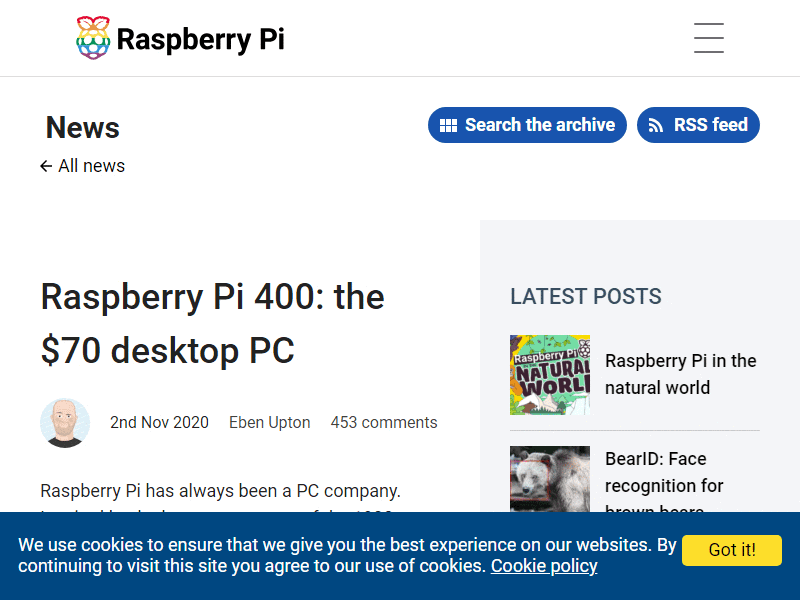 Raspberry Pi
News
Search the archive
RSS feed
← All news
Raspberry Pi 400: the
$70 desktop PC
2nd Nov 2020 Eben Upton 453 comments
Raspberry Pi has always been a PC company.
LATEST POSTS
Raspberry Pi
NATURAL
WORLD
Raspberry Pi in the
natural world
BearID: Face
recognition for
brown bears
We use cookies to ensure that we give you the best experience on our websites. By
continuing to visit this site you agree to our use of cookies. Cookie policy
Got it!